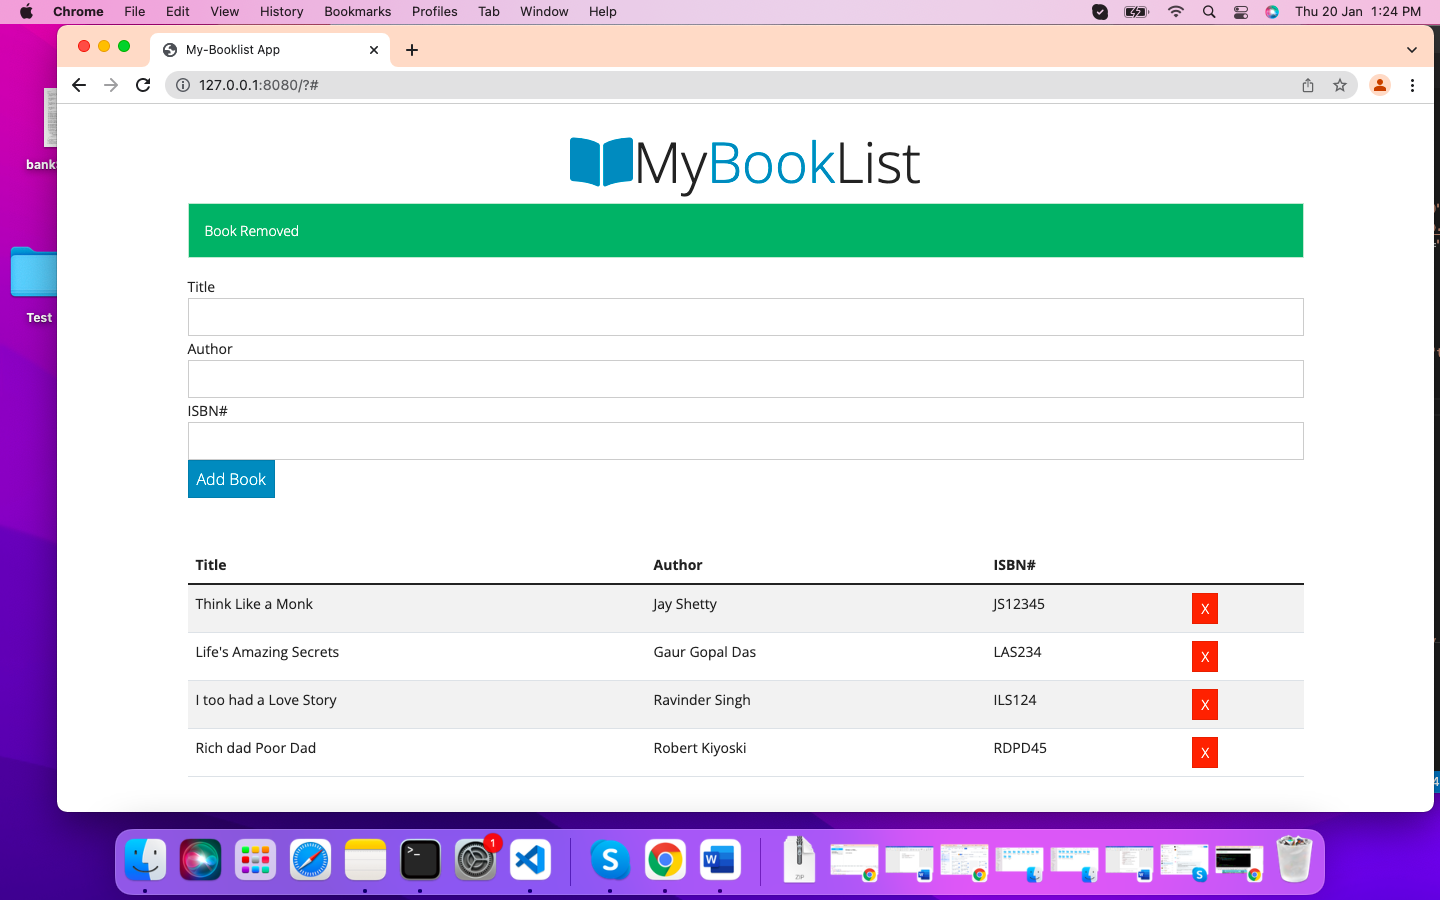 Chrome File Edit View History Bookmarks Profiles Tab Window Help Thu 20 Jan 1:24 PM
My-Booklist App
127.0.0.1:8080/?#
MyBookList
Book Removed
Title
Author
ISBN#
Add Book
Title Author ISBN#
Think Like a Monk Jay Shetty JS12345 X
Life's Amazing Secrets Gaur Gopal Das LAS234 X
I too had a Love Story Ravinder Singh ILS124 X
Rich dad Poor Dad Robert Kiyoski RDPD45 X
bank
Test
1
>_
S
W
ZIP